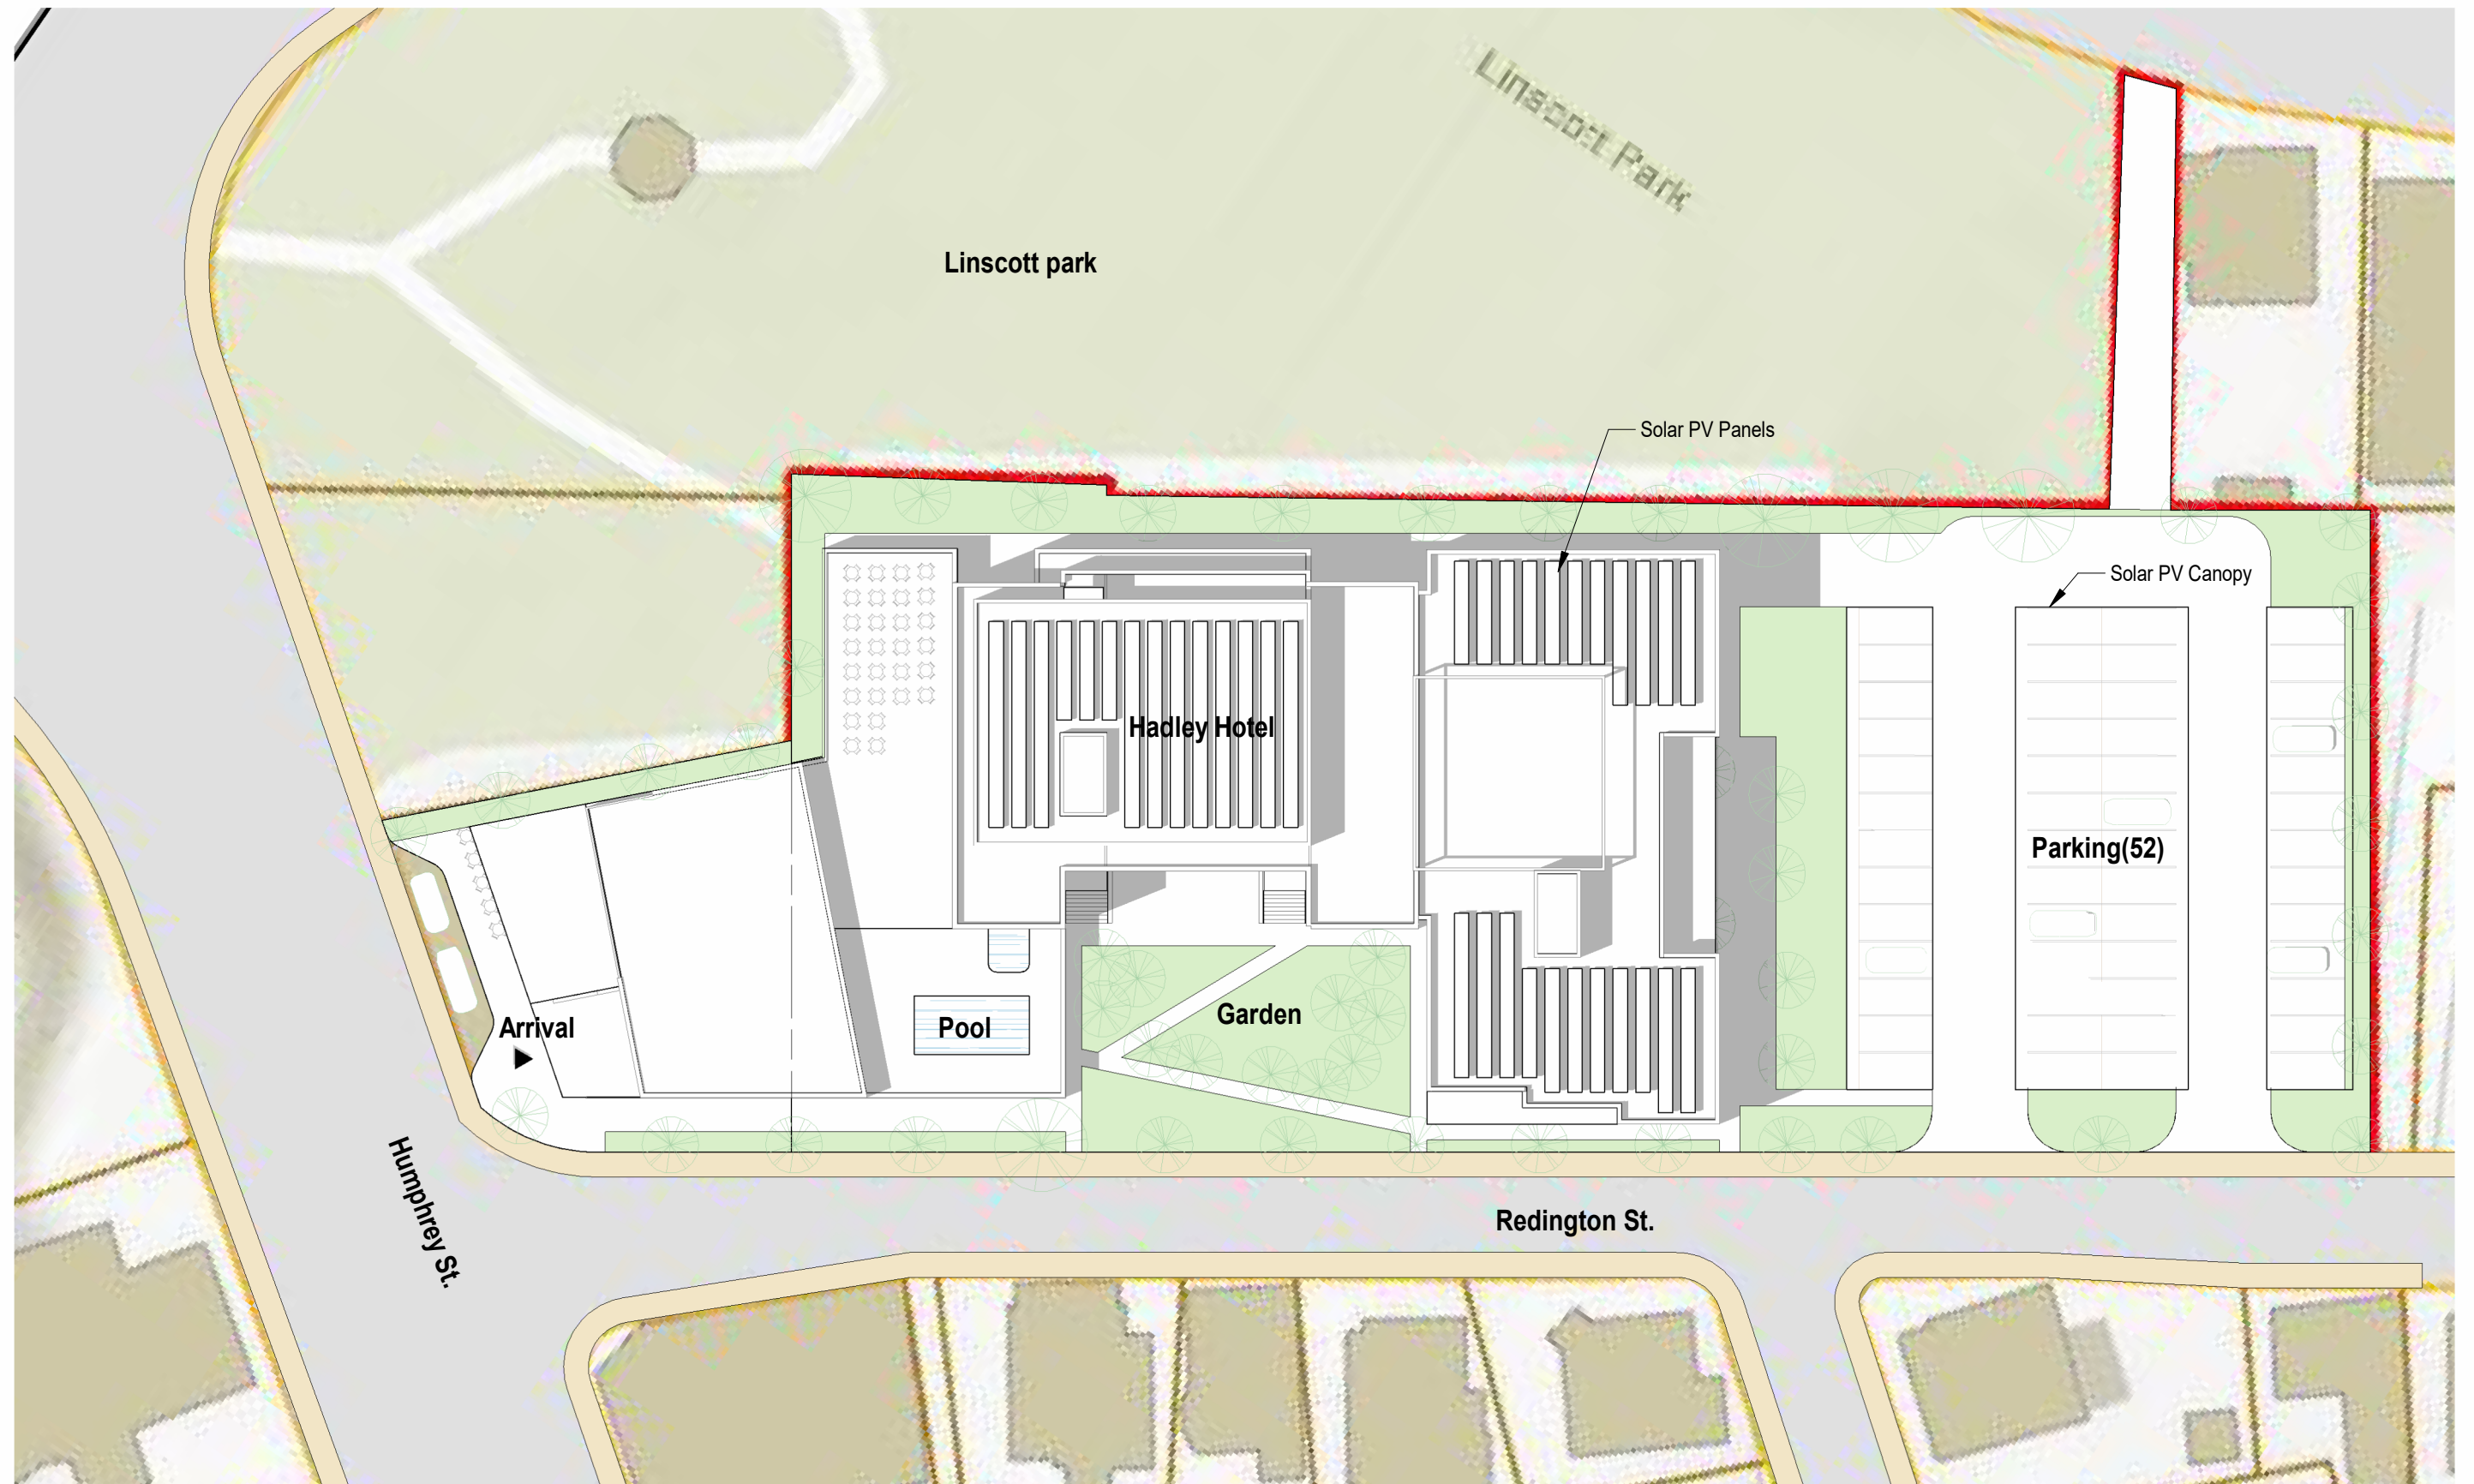 Linscott Park
Linscott park
Solar PV Panels
Solar PV Canopy
Hadley Hotel
Parking(52)
Arrival
Pool
Garden
Humphrey St.
Redington St.